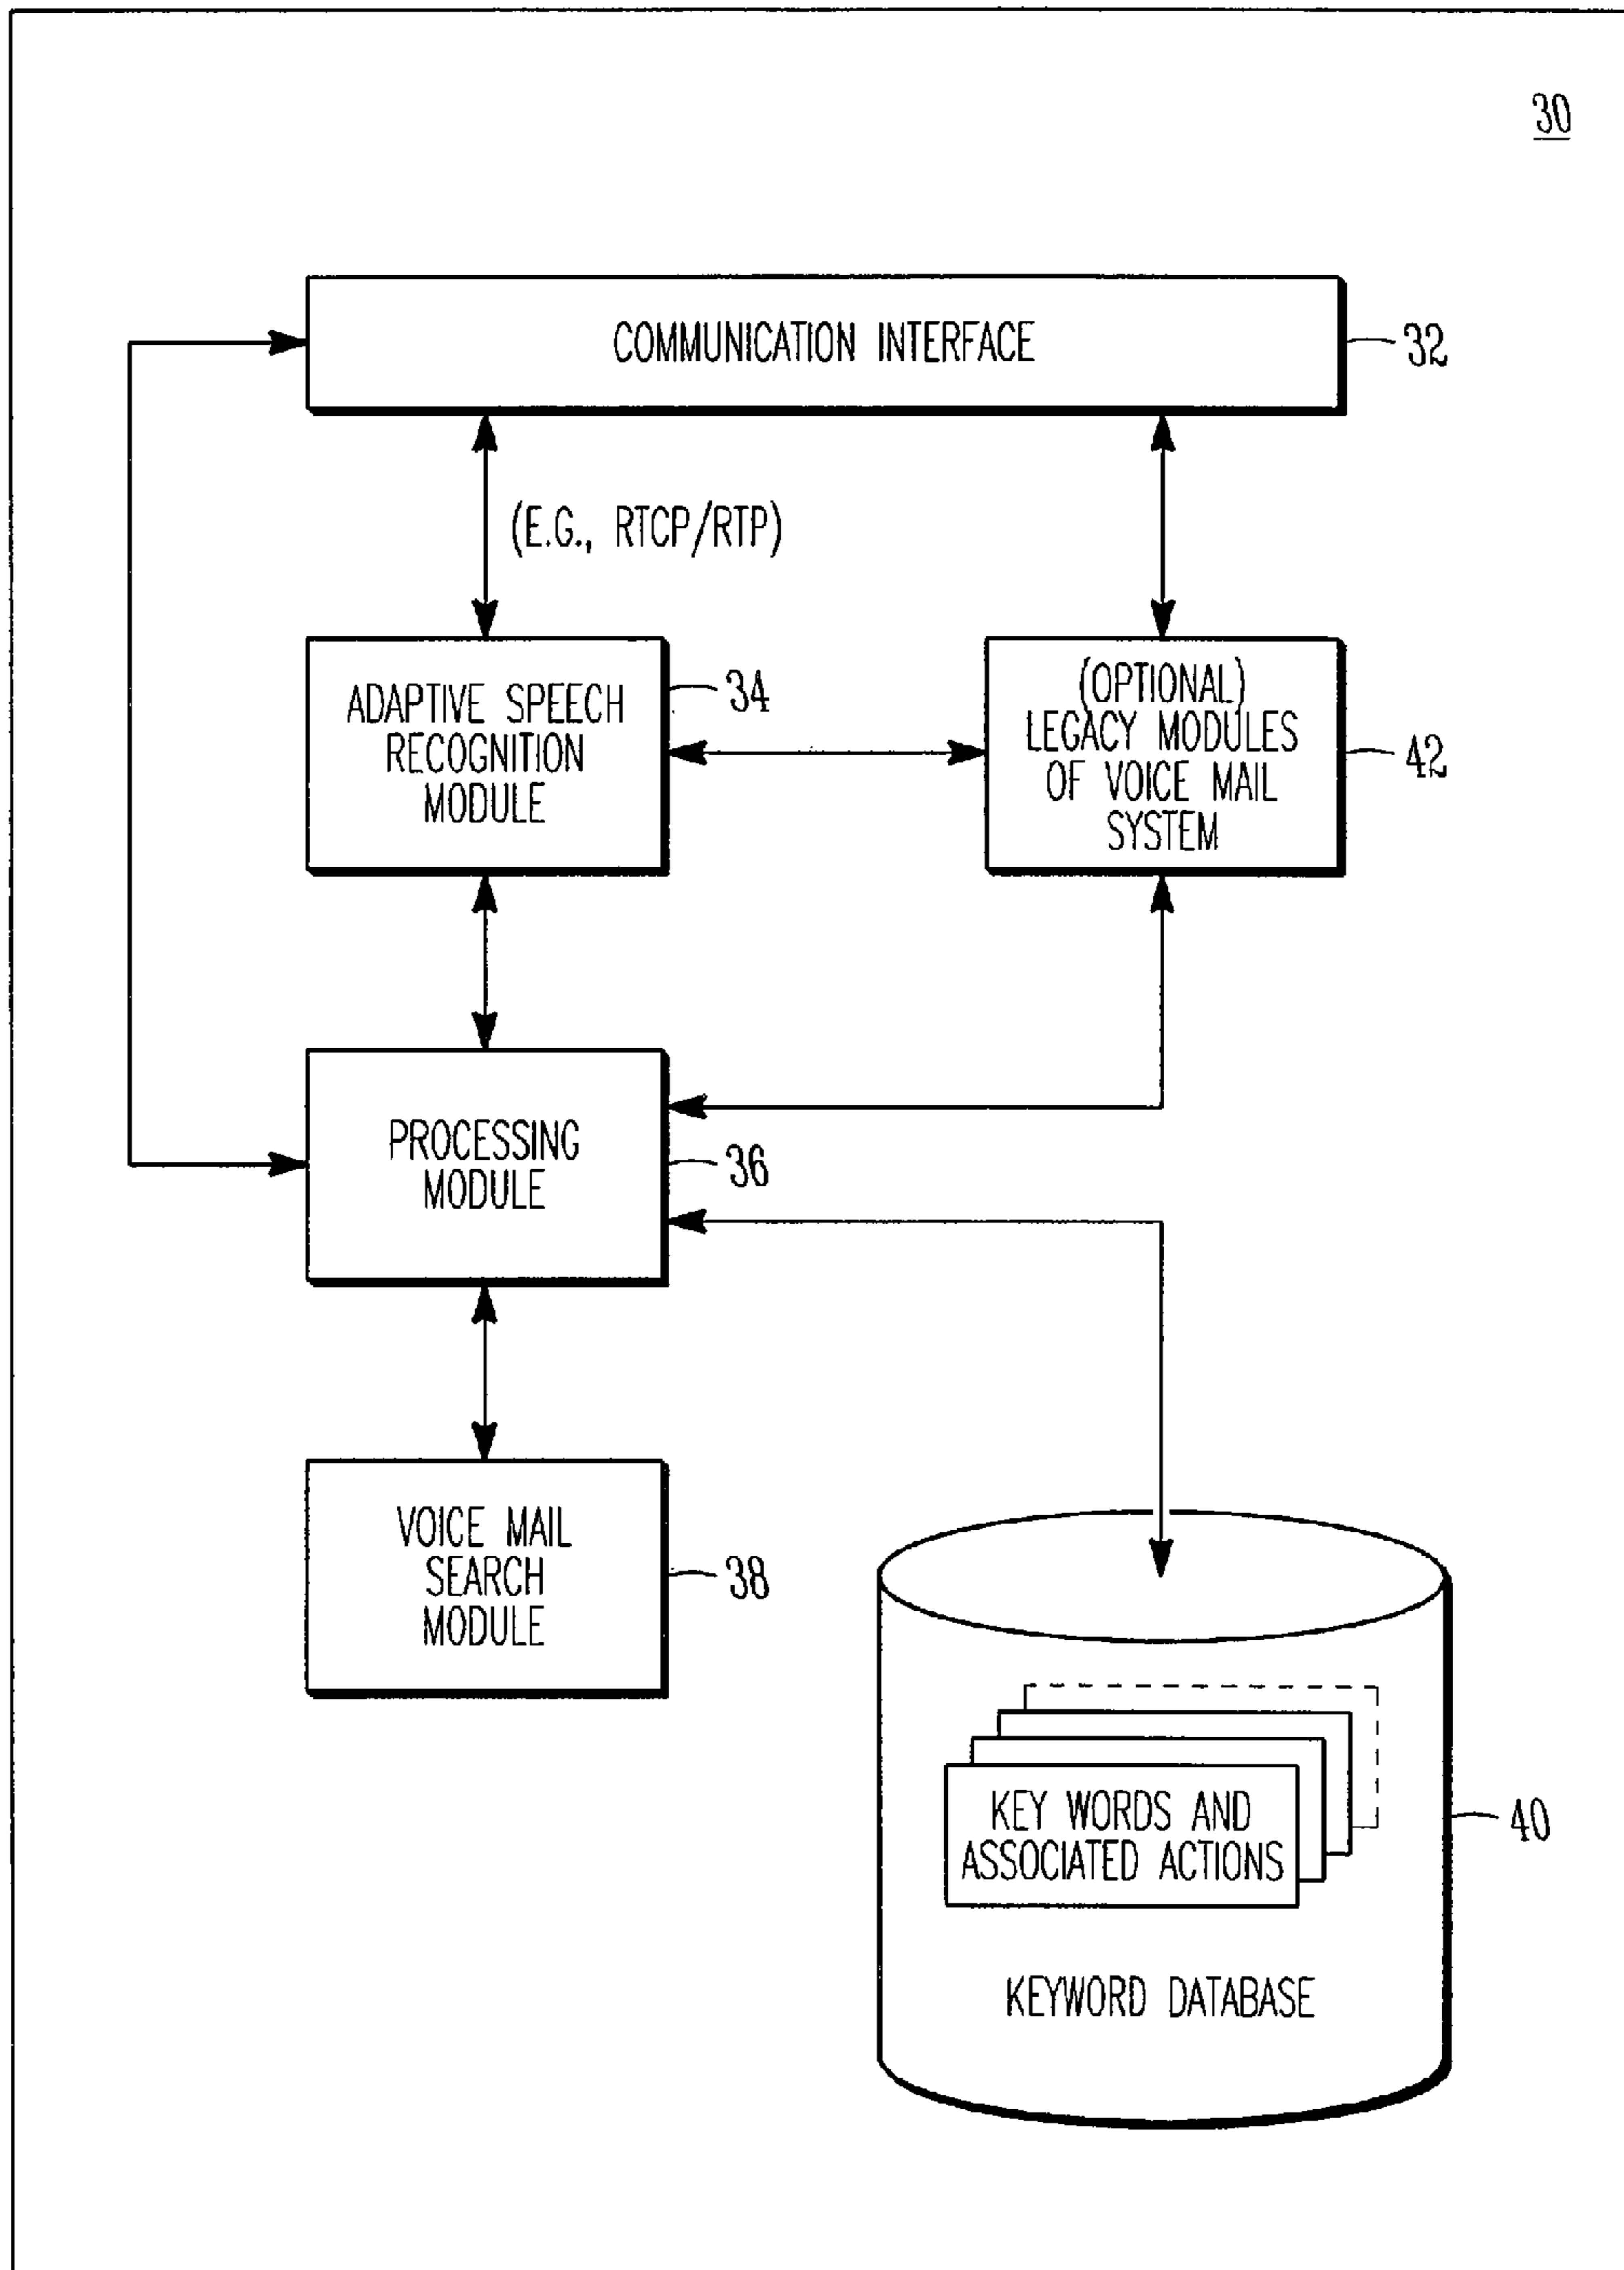 30
COMMUNICATION INTERFACE
32
(E.G., RTCP/RTP)
ADAPTIVE SPEECH
RECOGNITION
MODULE
34
(OPTIONAL)
LEGACY MODULES
OF VOICE MAIL
SYSTEM
42
PROCESSING
MODULE
36
VOICE MAIL
SEARCH
MODULE
38
KEY WORDS AND
ASSOCIATED ACTIONS
40
KEYWORD DATABASE